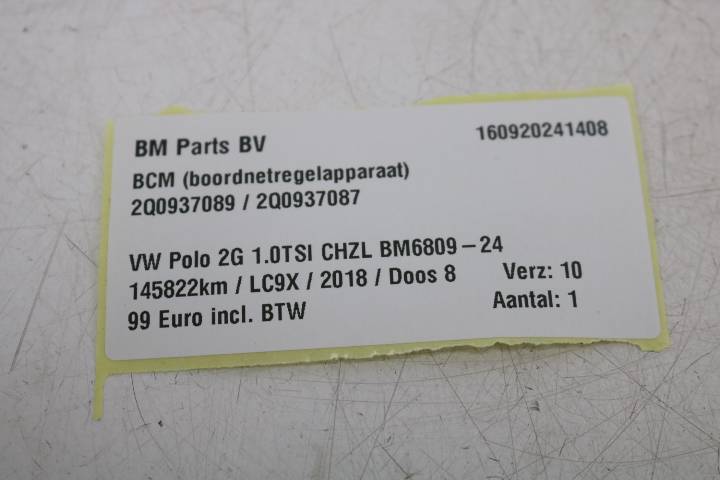 BM Parts BV 160920241408
BCM (boordnetregelapparaat)
2Q0937089 / 2Q0937087
VW Polo 2G 1.0TSI CHZL BM6809-24
145822km / LC9X / 2018 / Doos 8 Verz: 10
99 Euro incl. BTW Aantal: 1